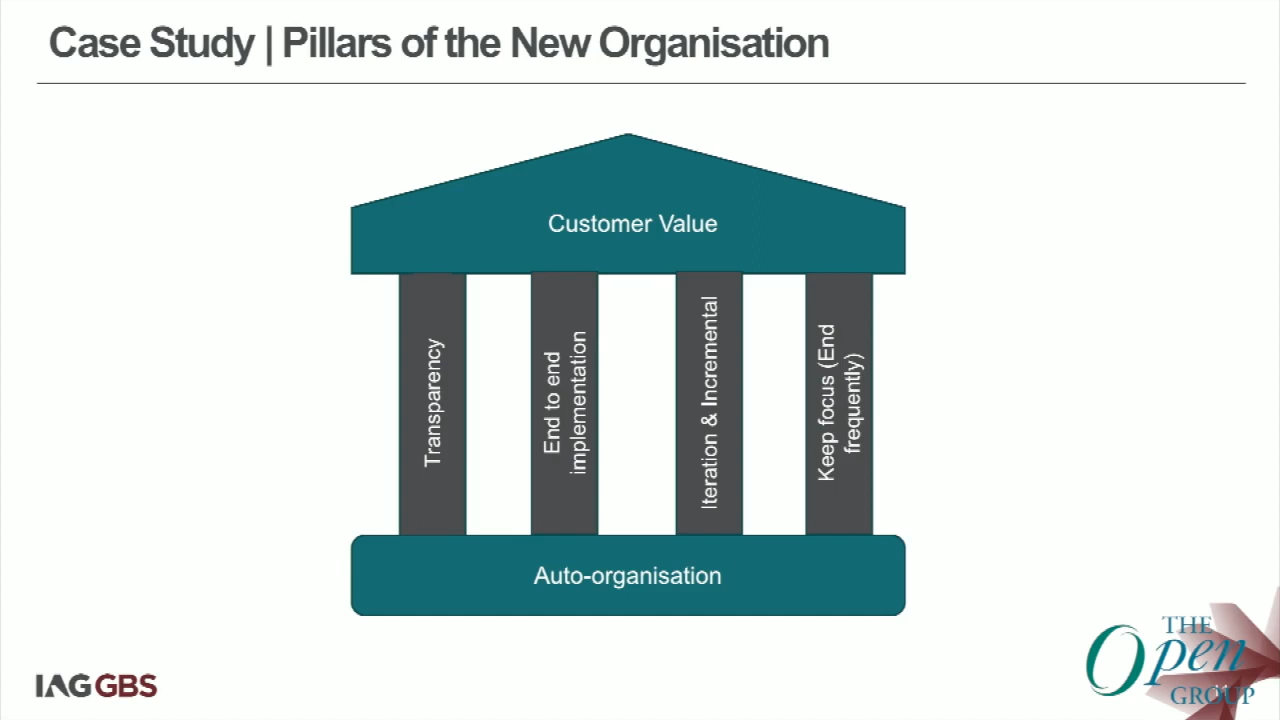 Case Study | Pillars of the New Organisation
Customer Value
Transparency
End to end
implementation
Iteration & Incremental
Keep focus (End
frequently)
Auto-organisation
IAG GBS
THE
Open
GROUP